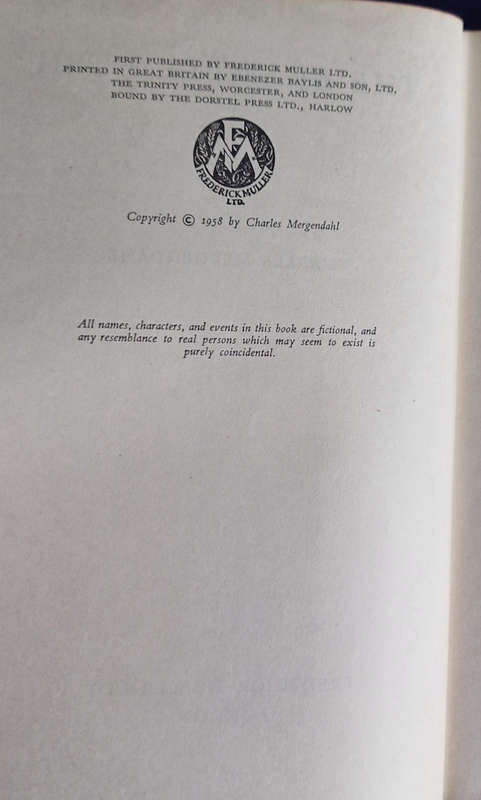 FIRST PUBLISHED BY FREDERICK MULLER LTD.
PRINTED IN GREAT BRITAIN BY EBENEZER BAYLIS AND SON, LTD.
THE TRINITY PRESS, WORCESTER, AND LONDON
BOUND BY THE DORSTEL PRESS LTD., HARLOW
FM
FREDERICK MULLER
LTD.
Copyright © 1958 by Charles Mergendahl
All names, characters, and events in this book are fictional, and
any resemblance to real persons which may seem to exist is
purely coincidental.